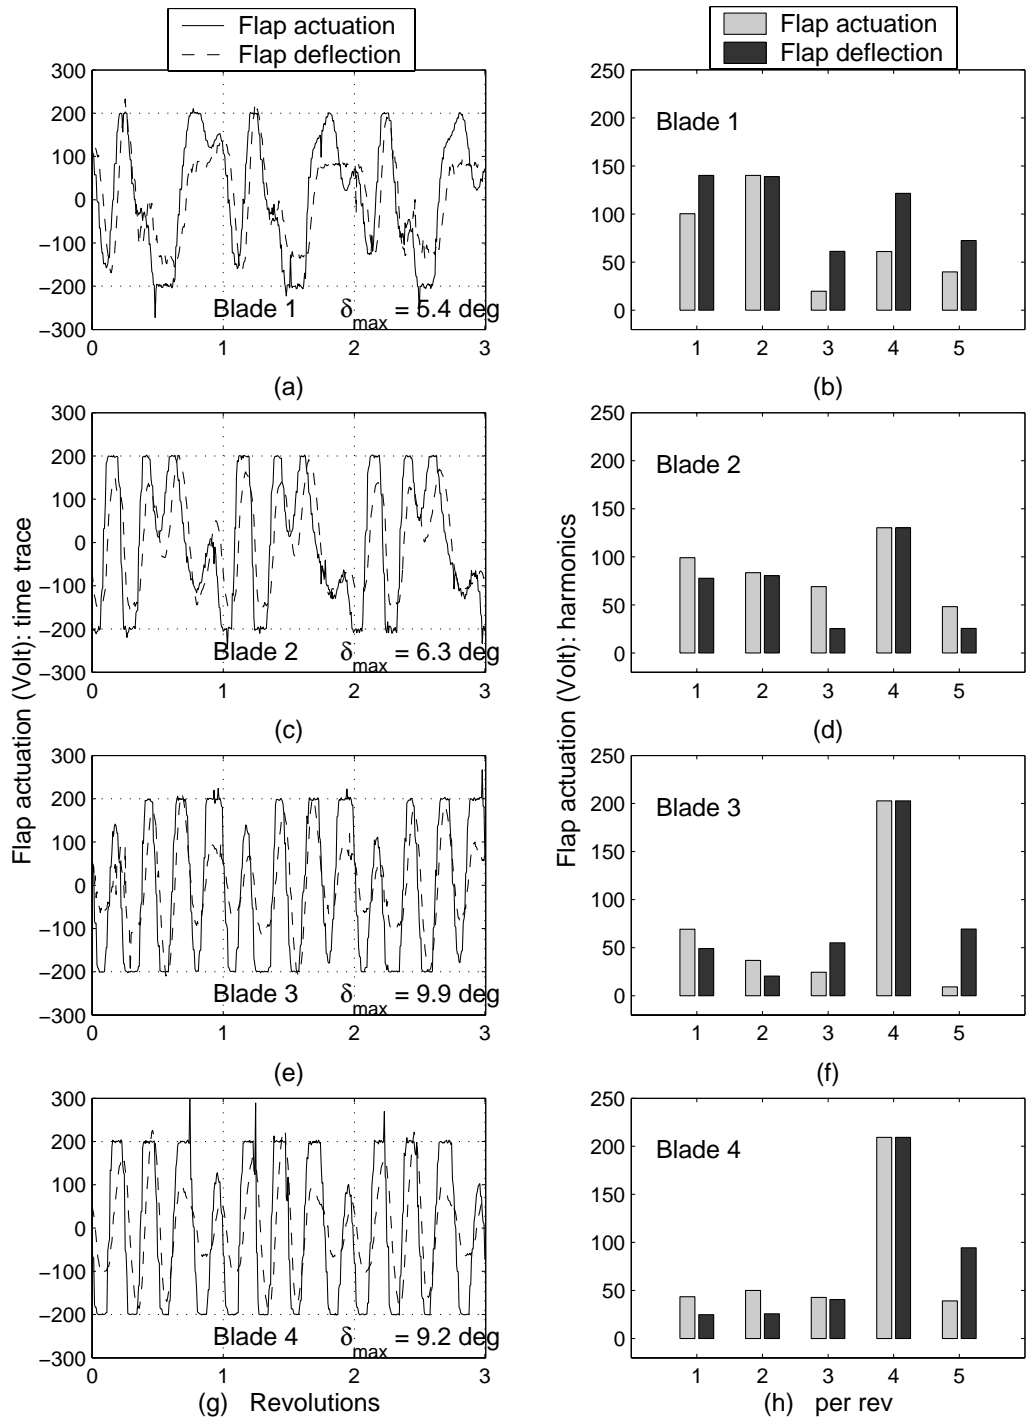 Flap actuation
Flap deflection
Flap actuation
Flap deflection
Flap actuation (Volt): time trace
Flap actuation (Volt): harmonics
300
200
100
0
−100
−200
−300
Blade 1 δmax = 5.4 deg
0 1 2 3
(a)
250
200
150
100
50
0
Blade 1
1 2 3 4 5
(b)
300
200
100
0
−100
−200
−300
Blade 2 δmax = 6.3 deg
0 1 2 3
(c)
250
200
150
100
50
0
Blade 2
1 2 3 4 5
(d)
300
200
100
0
−100
−200
−300
Blade 3 δmax = 9.9 deg
0 1 2 3
(e)
250
200
150
100
50
0
Blade 3
1 2 3 4 5
(f)
300
200
100
0
−100
−200
−300
Blade 4 δmax = 9.2 deg
0 1 2 3
(g) Revolutions
250
200
150
100
50
0
Blade 4
1 2 3 4 5
(h) per rev